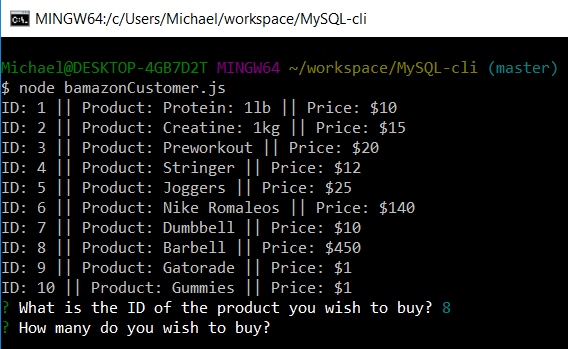 MINGW64:/c/Users/Michael/workspace/MySQL-cli
Michael@DESKTOP-4GB7D2T MINGW64 ~/workspace/MySQL-cli (master)
$ node bamazonCustomer.js
ID: 1 || Product: Protein: 1lb || Price: $10
ID: 2 || Product: Creatine: 1kg || Price: $15
ID: 3 || Product: Preworkout || Price: $20
ID: 4 || Product: Stringer || Price: $12
ID: 5 || Product: Joggers || Price: $25
ID: 6 || Product: Nike Romaleos || Price: $140
ID: 7 || Product: Dumbbell || Price: $10
ID: 8 || Product: Barbell || Price: $450
ID: 9 || Product: Gatorade || Price: $1
ID: 10 || Product: Gummies || Price: $1
? What is the ID of the product you wish to buy? 8
? How many do you wish to buy?